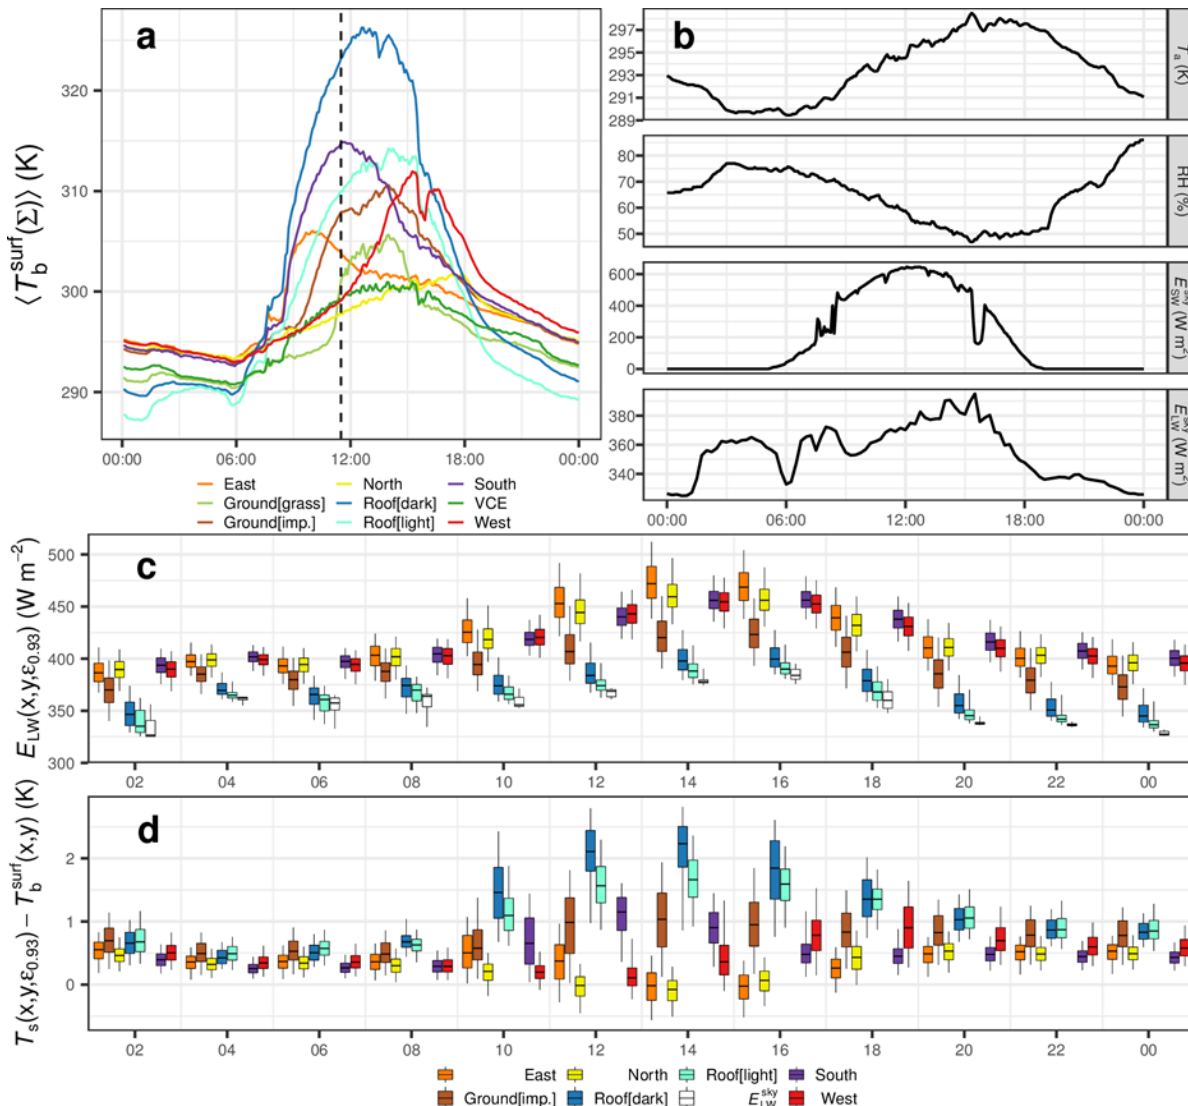 a
⟨T_b^surf(Σ)⟩ (K)
320
310
300
290
00:00 06:00 12:00 18:00 00:00
East North South
Ground[grass] Roof[dark] VCE
Ground[imp.] Roof[light] West
b
297
295
293
291
289
T_a (K)
80
70
60
50
RH (%)
600
400
200
0
E_SW^sky (W m²)
380
360
340
E_LW^sky (W m²)
00:00 06:00 12:00 18:00 00:00
c
E_LW(x,y,ε_0.93) (W m⁻²)
500
450
400
350
300
02 04 06 08 10 12 14 16 18 20 22 00
d
T_s(x,y,ε_0.93) − T_b^surf(x,y) (K)
2
1
0
02 04 06 08 10 12 14 16 18 20 22 00
East North Roof[light] South
Ground[imp.] Roof[dark] E_LW^sky West